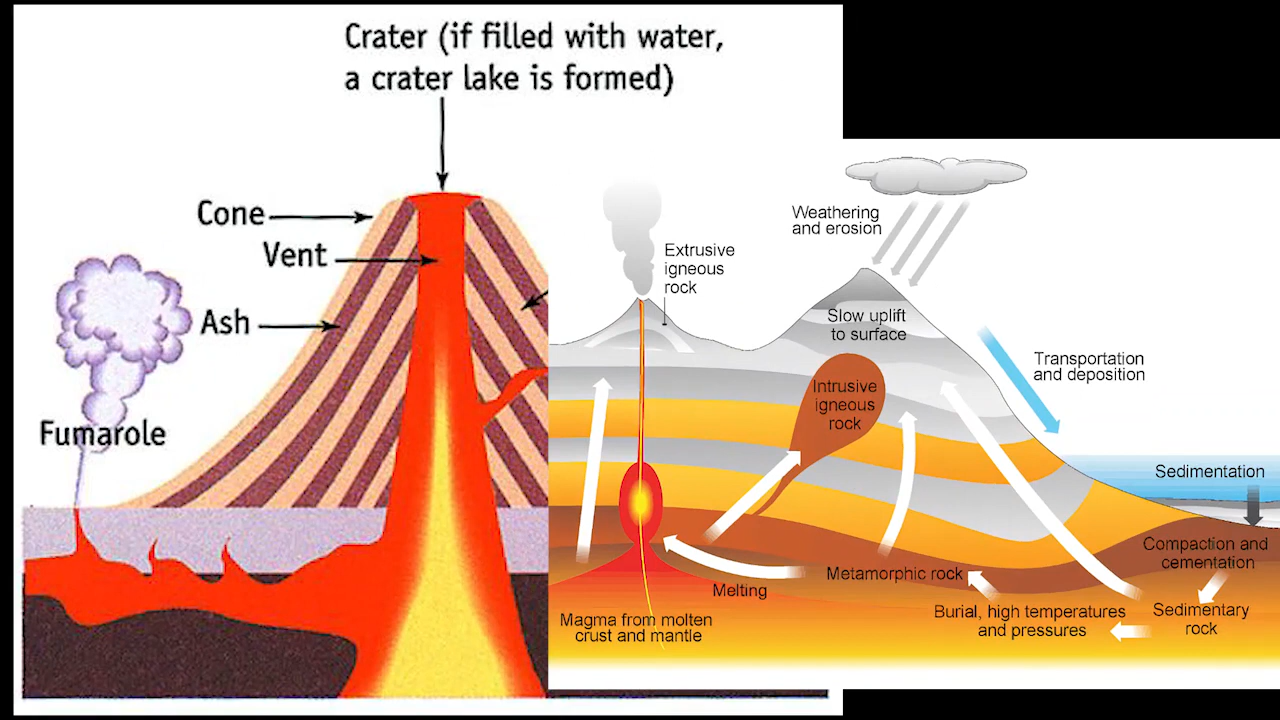 Crater (if filled with water,
a crater lake is formed)
Cone
Vent
Ash
Fumarole
Weathering
and erosion
Extrusive
igneous
rock
Slow uplift
to surface
Transportation
and deposition
Intrusive
igneous
rock
Sedimentation
Compaction and
cementation
Metamorphic rock
Melting
Burial, high temperatures
and pressures
Sedimentary
rock
Magma from molten
crust and mantle